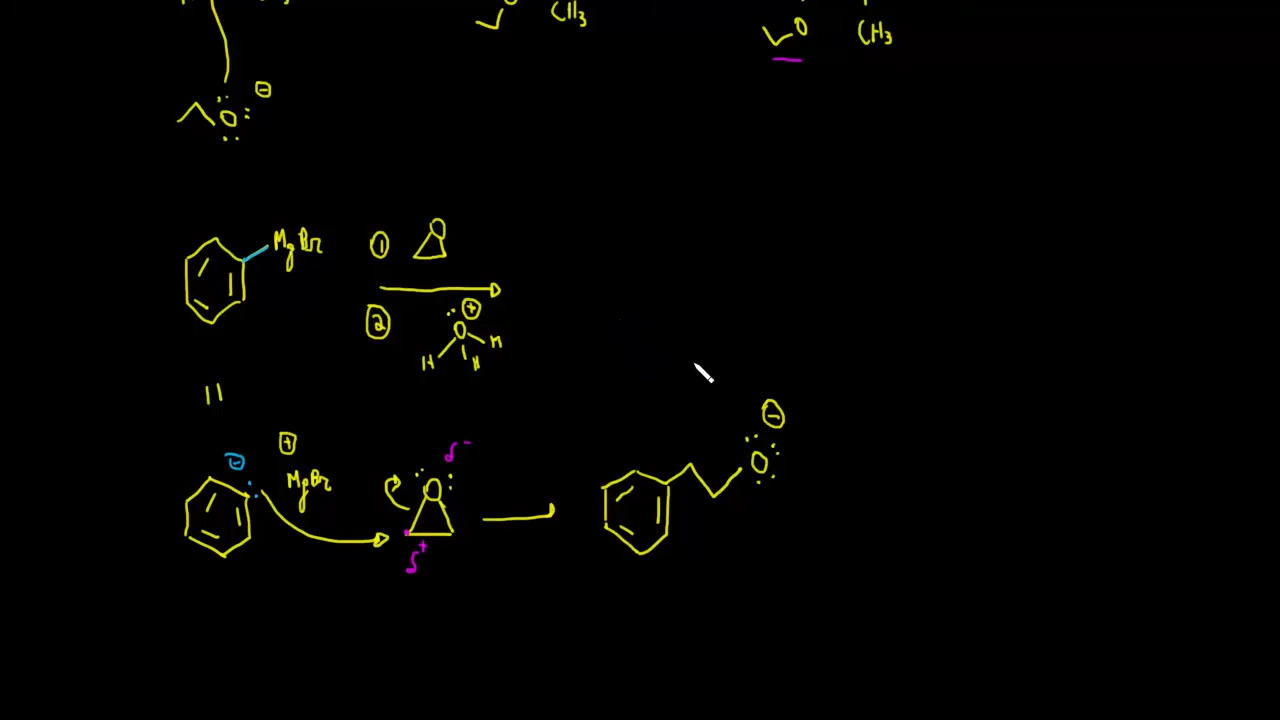 O CH3
O CH3
⊖
O
MgBr ① O
② ⊕
O H
H H
||
⊖ ⊕ δ- ⊖
MgBr O O
δ+